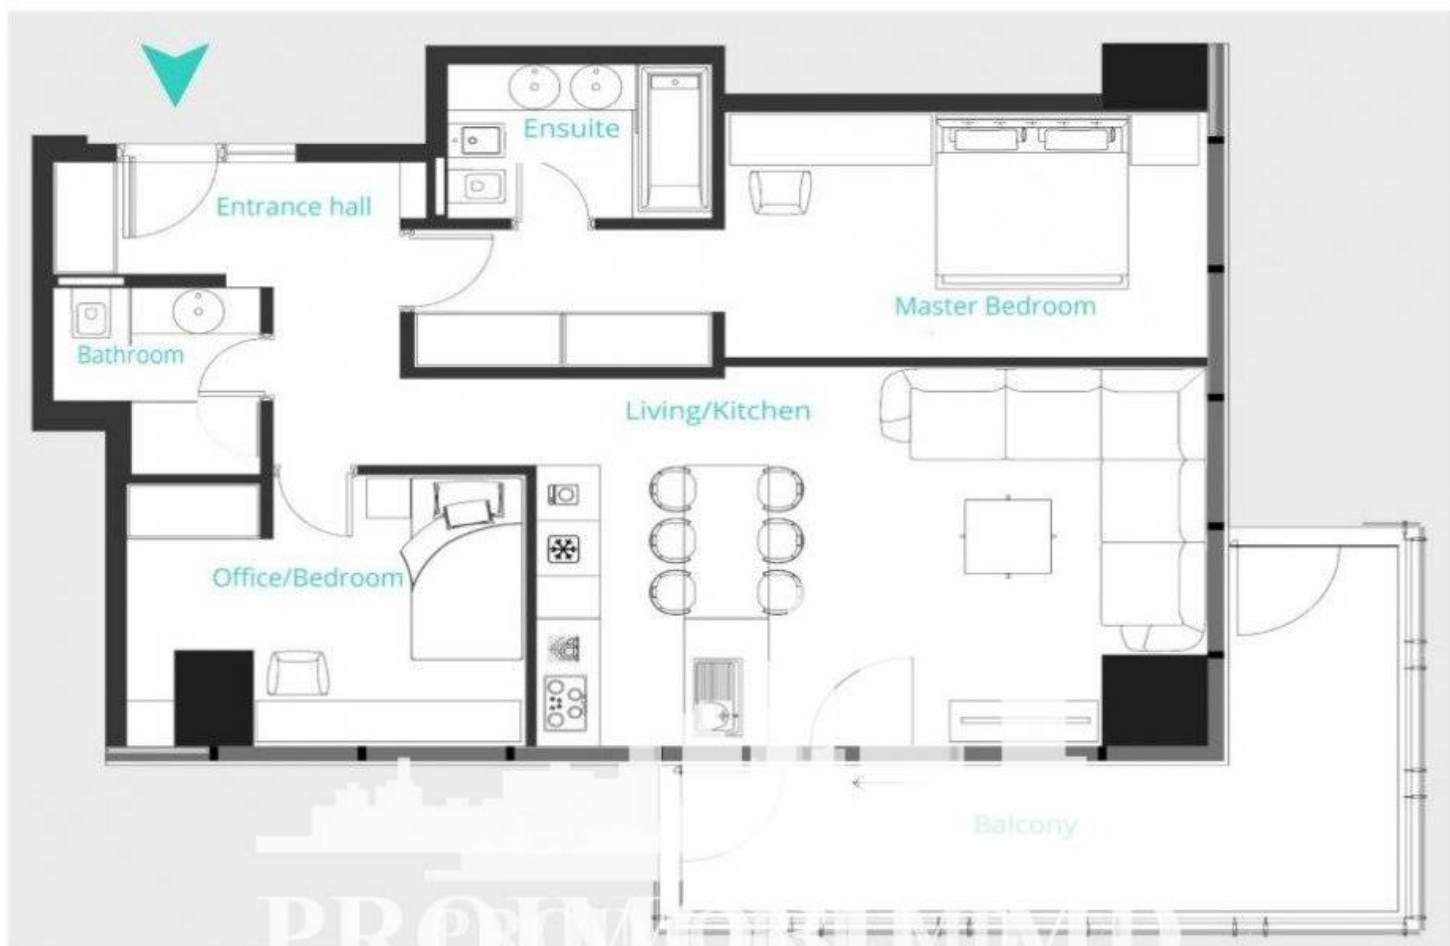 Ensuite
Entrance hall
Master Bedroom
Bathroom
Living/Kitchen
Office/Bedroom
Balcony